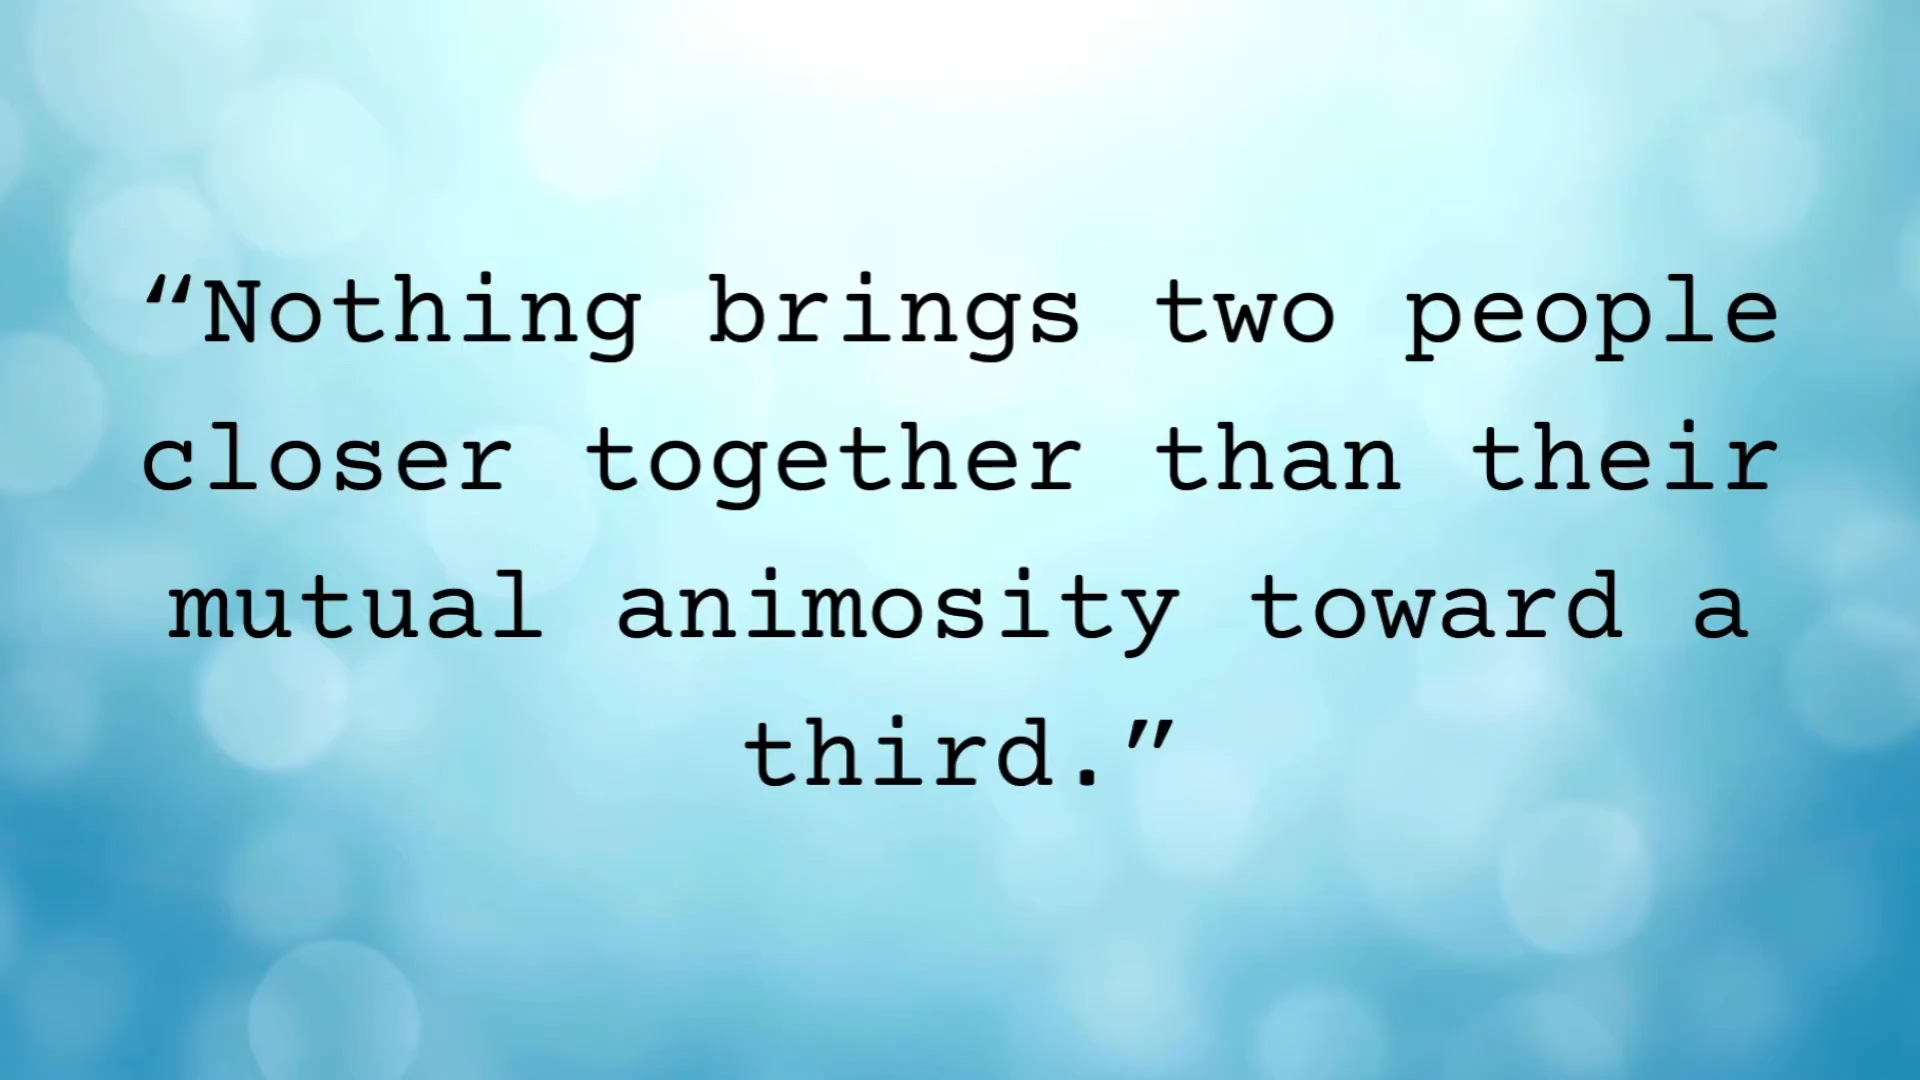 “Nothing brings two people
closer together than their
mutual animosity toward a
third.”